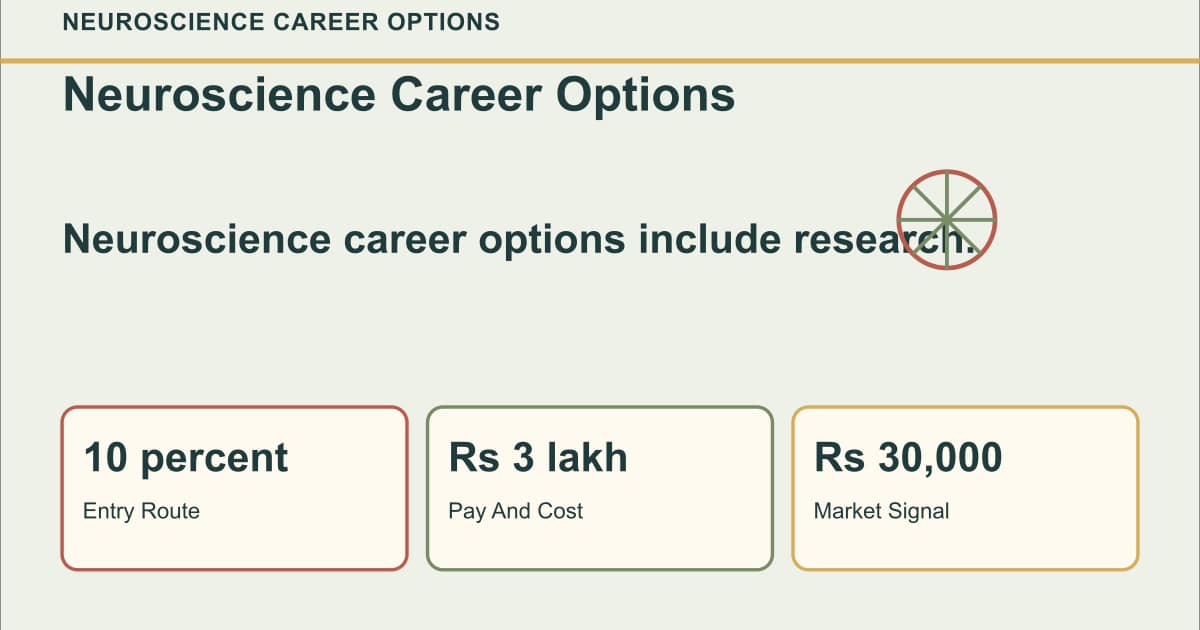 NEUROSCIENCE CAREER OPTIONS
Neuroscience Career Options
Neuroscience career options include research.
10 percent
Entry Route
Rs 3 lakh
Pay And Cost
Rs 30,000
Market Signal